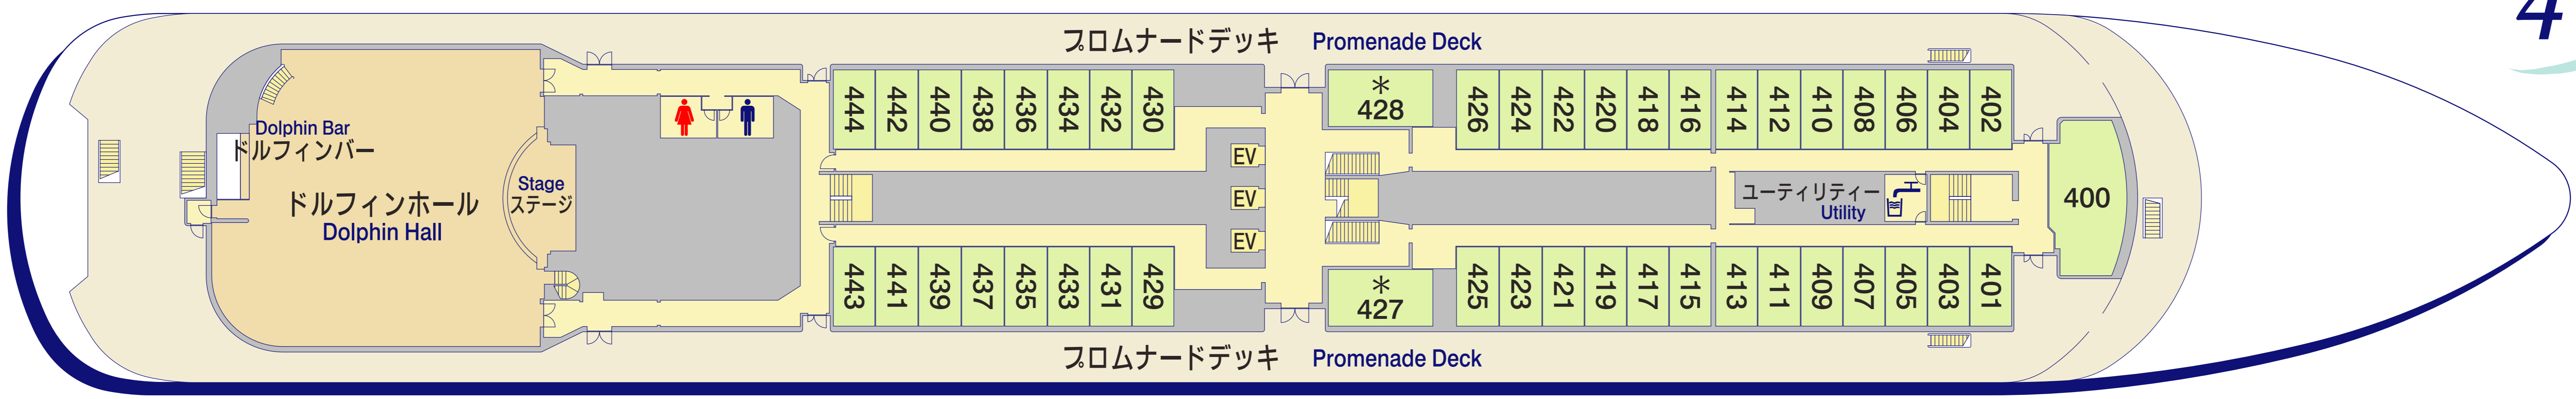 4
プロムナードデッキ Promenade Deck
444 442 440 438 436 434 432 430
* 428
426 424 422 420 418 416 414 412 410 408 406 404 402
Dolphin Bar
ドルフィンバー
ドルフィンホール
Dolphin Hall
Stage
ステージ
EV
EV
EV
ユーティリティー
Utility
400
443 441 439 437 435 433 431 429
* 427
425 423 421 419 417 415 413 411 409 407 405 403 401
プロムナードデッキ Promenade Deck